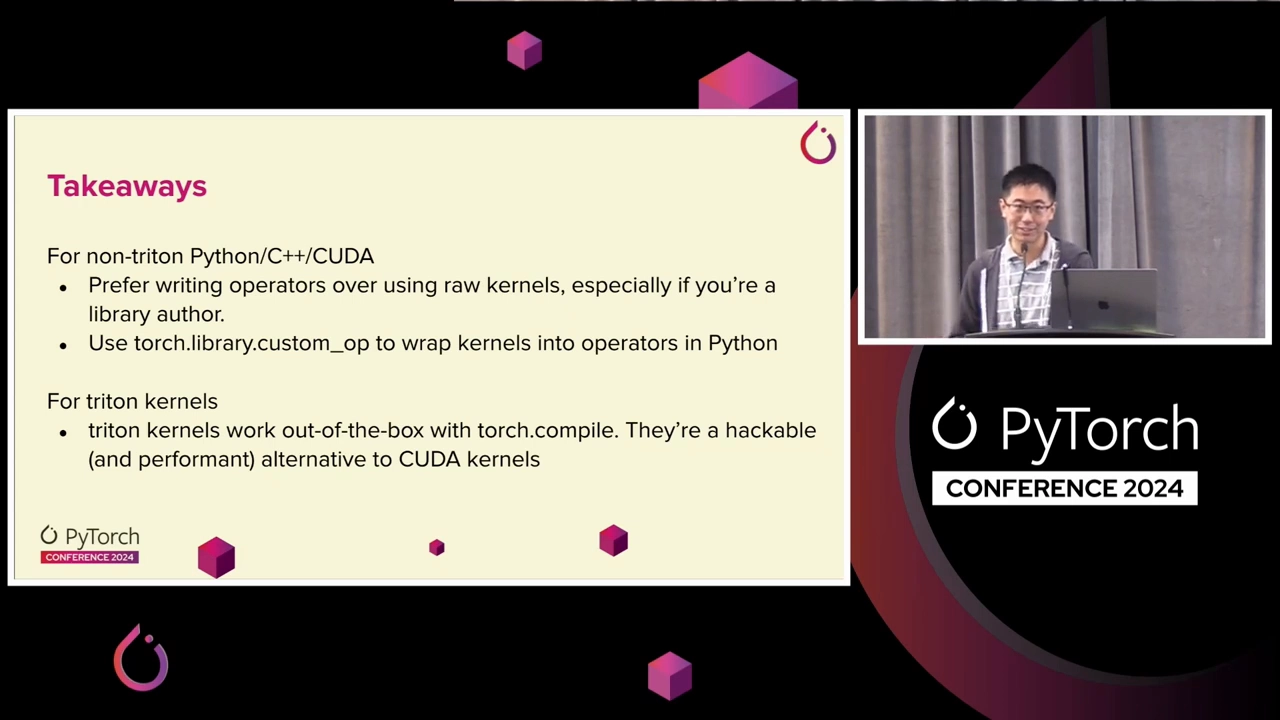 Takeaways
For non-triton Python/C++/CUDA
• Prefer writing operators over using raw kernels, especially if you’re a
library author.
• Use torch.library.custom_op to wrap kernels into operators in Python
For triton kernels
• triton kernels work out-of-the-box with torch.compile. They’re a hackable
(and performant) alternative to CUDA kernels
PyTorch
CONFERENCE 2024
PyTorch
CONFERENCE 2024